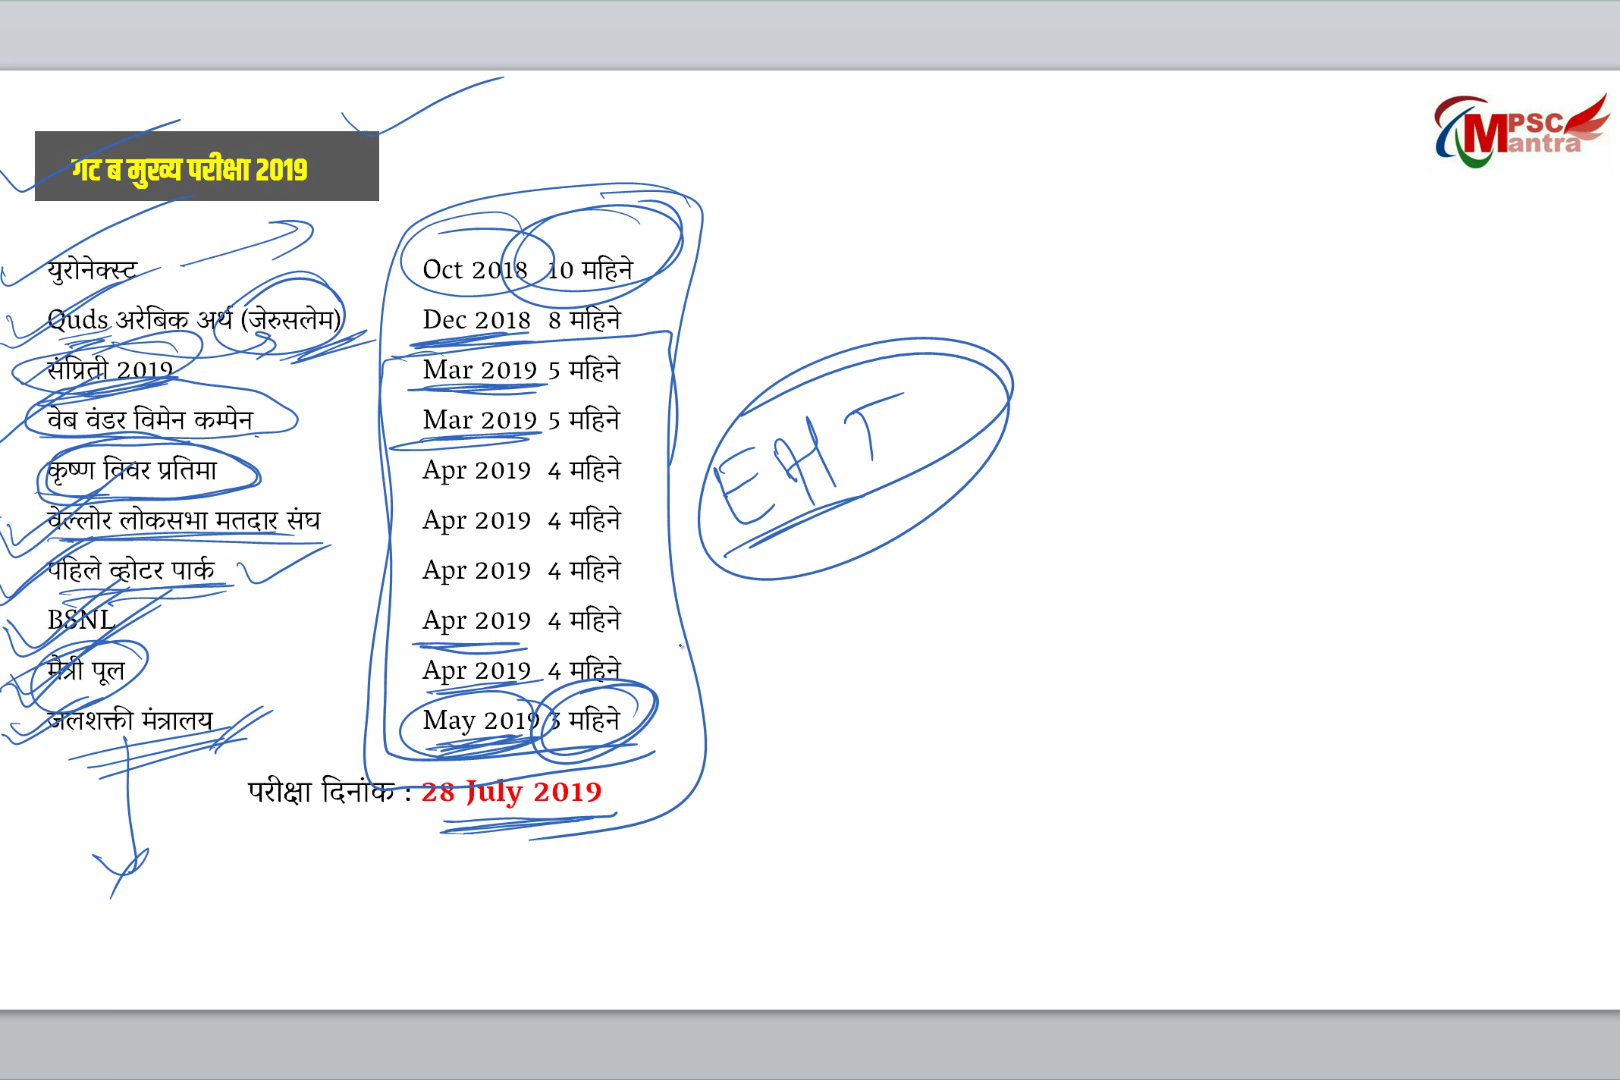 MPSC Mantra
गट ब मुख्य परीक्षा 2019
युरोनेक्स्ट Oct 2018 10 महिने
Quds अरेबिक अर्थ (जेरुसलेम) Dec 2018 8 महिने
संप्रिती 2019 Mar 2019 5 महिने
वेब वंडर विमेन कम्पेन Mar 2019 5 महिने
कृष्ण विवर प्रतिमा Apr 2019 4 महिने
वेल्लोर लोकसभा मतदार संघ Apr 2019 4 महिने
पहिले व्होटर पार्क Apr 2019 4 महिने
BSNL Apr 2019 4 महिने
मैत्री पूल Apr 2019 4 महिने
जलशक्ती मंत्रालय May 2019 3 महिने
परीक्षा दिनांक : 28 July 2019
EHT